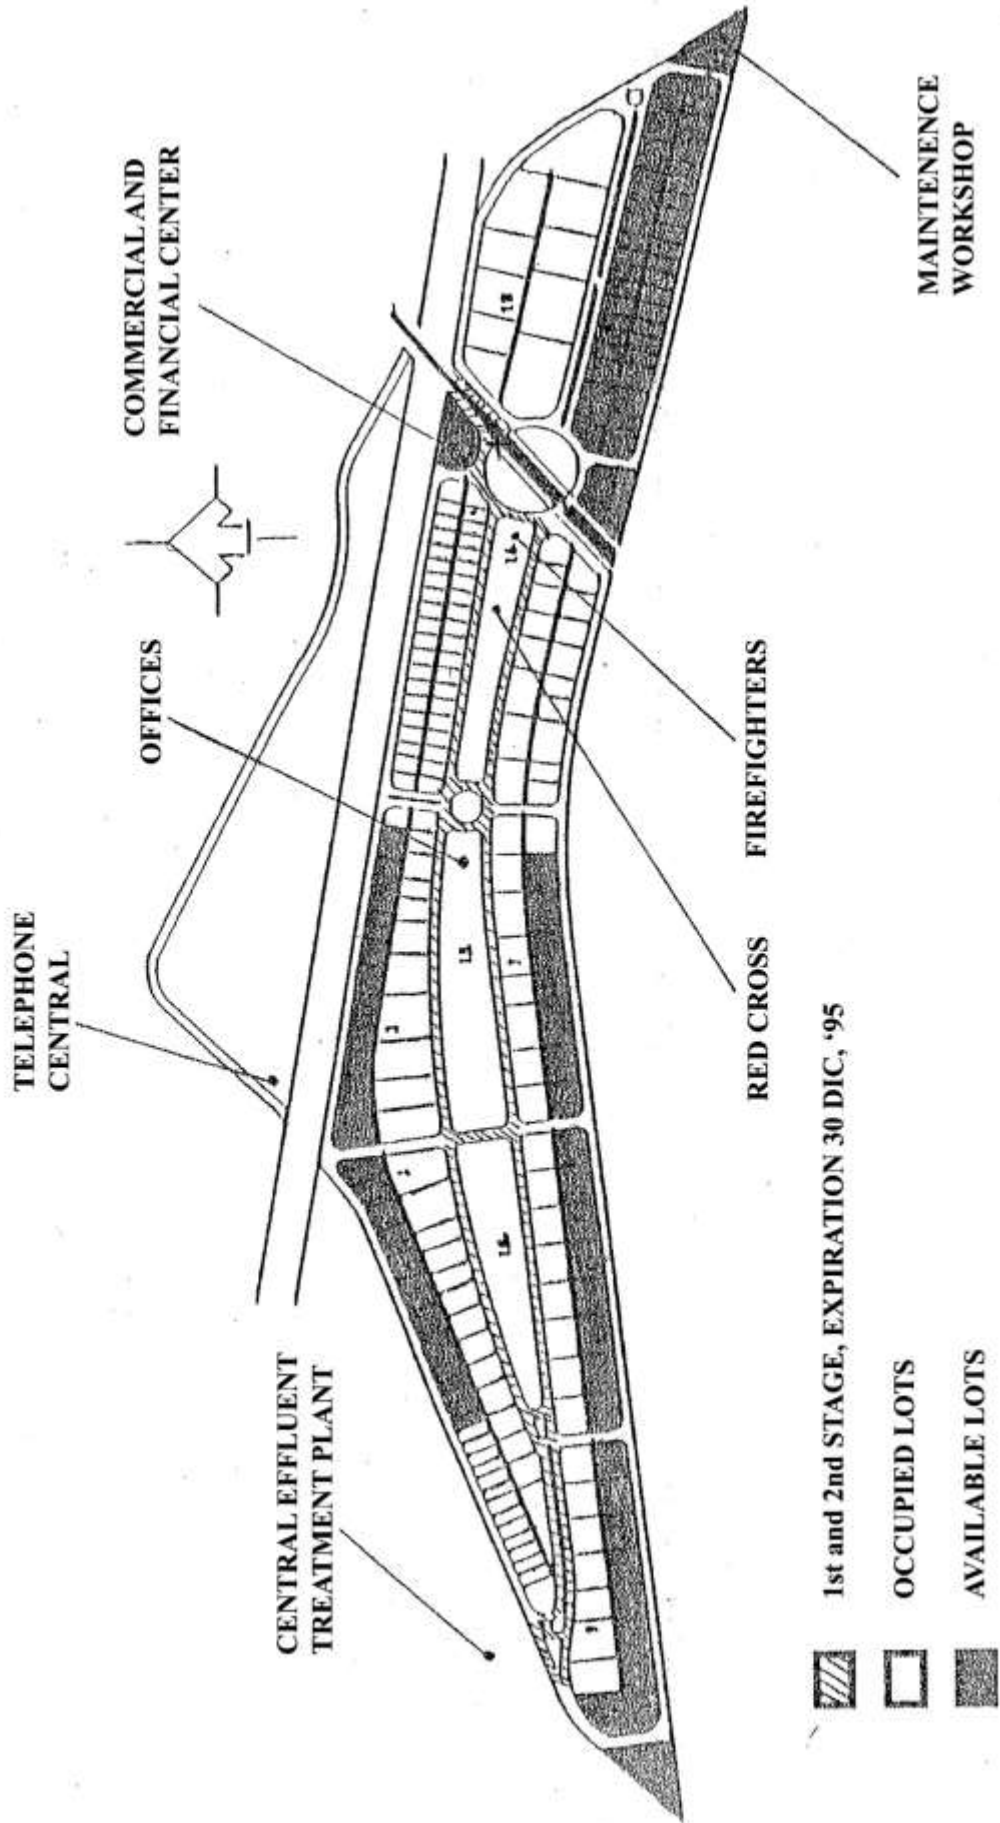 TELEPHONE
CENTRAL
OFFICES
COMMERCIAL AND
FINANCIAL CENTER
CENTRAL EFFLUENT
TREATMENT PLANT
RED CROSS
FIREFIGHTERS
MAINTENENCE
WORKSHOP
1st and 2nd STAGE, EXPIRATION 30 DIC, ‘95
OCCUPIED LOTS
AVAILABLE LOTS